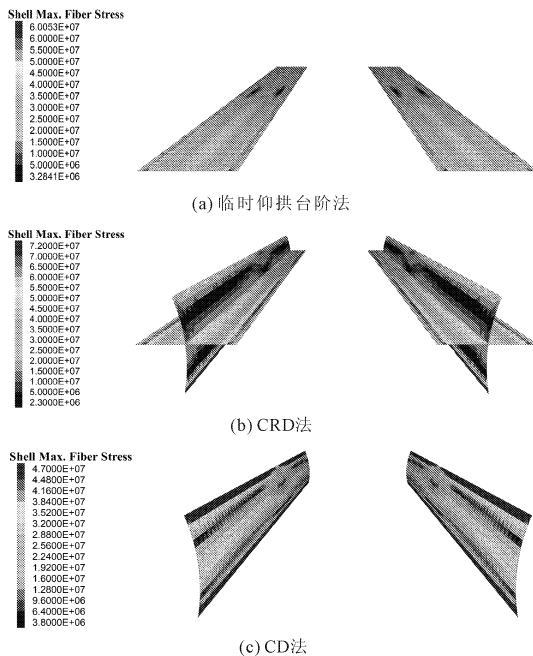 Shell Max. Fiber Stress
6.0053E+07
6.0000E+07
5.5000E+07
5.0000E+07
4.5000E+07
4.0000E+07
3.5000E+07
3.0000E+07
2.5000E+07
2.0000E+07
1.5000E+07
1.0000E+07
5.0000E+06
3.2841E+06
(a) 临时仰拱台阶法
Shell Max. Fiber Stress
7.2000E+07
7.0000E+07
6.5000E+07
6.0000E+07
5.5000E+07
5.0000E+07
4.5000E+07
4.0000E+07
3.5000E+07
3.0000E+07
2.5000E+07
2.0000E+07
1.5000E+07
1.0000E+07
5.0000E+06
2.3000E+06
(b) CRD法
Shell Max. Fiber Stress
4.7000E+07
4.4800E+07
4.1600E+07
3.8400E+07
3.5200E+07
3.2000E+07
2.8800E+07
2.5600E+07
2.2400E+07
1.9200E+07
1.6000E+07
1.2800E+07
9.6000E+06
6.4000E+06
3.8000E+06
(c) CD法